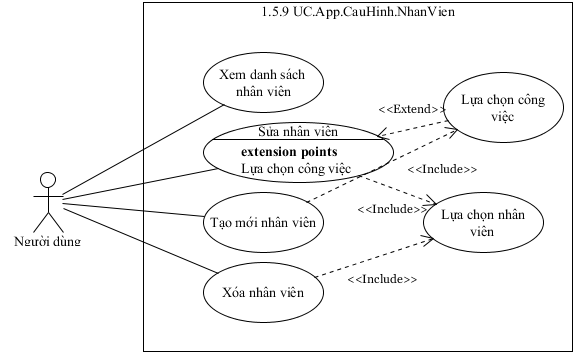 1.5.9 UC.App.CauHinh.NhanVien
Xem danh sách
nhân viên
<<Extend>>
Lựa chọn công
việc
Sửa nhân viên
extension points
Lựa chọn công việc
<<Include>>
<<Include>>
Lựa chọn nhân
viên
Tạo mới nhân viên
Người dùng
Xóa nhân viên
<<Include>>